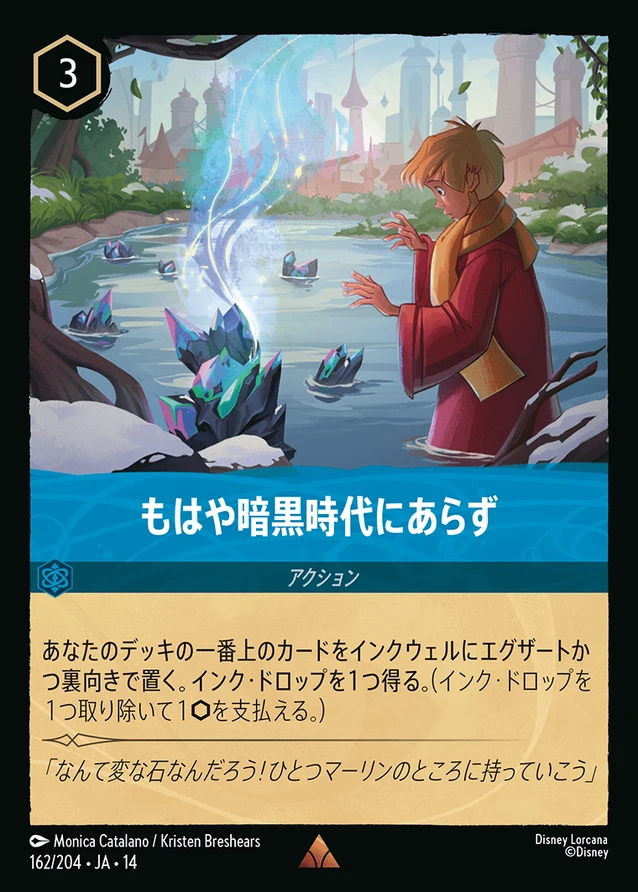 3
もはや暗黒時代にあらず
アクション
あなたのデッキの一番上のカードをインクウェルにエグザートか
つ裏向きで置く。インク・ドロップを1つ得る。(インク・ドロップを
1つ取り除いて1⬡を支払える。)
「なんて変な石なんだろう!ひとつマーリンのところに持っていこう」
Monica Catalano / Kristen Breshears
162/204 • JA • 14
Disney Lorcana
©Disney